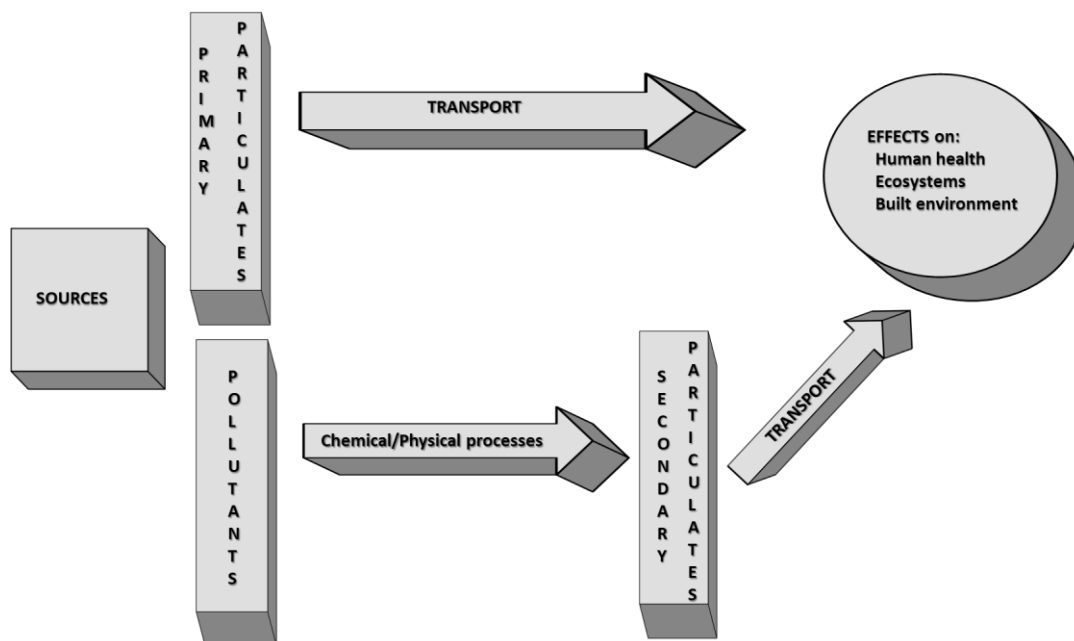 SOURCES
PRIMARY
PARTICULATES
TRANSPORT
EFFECTS on:
Human health
Ecosystems
Built environment
POLLUTANTS
Chemical/Physical processes
SECONDARY
PARTICULATES
TRANSPORT